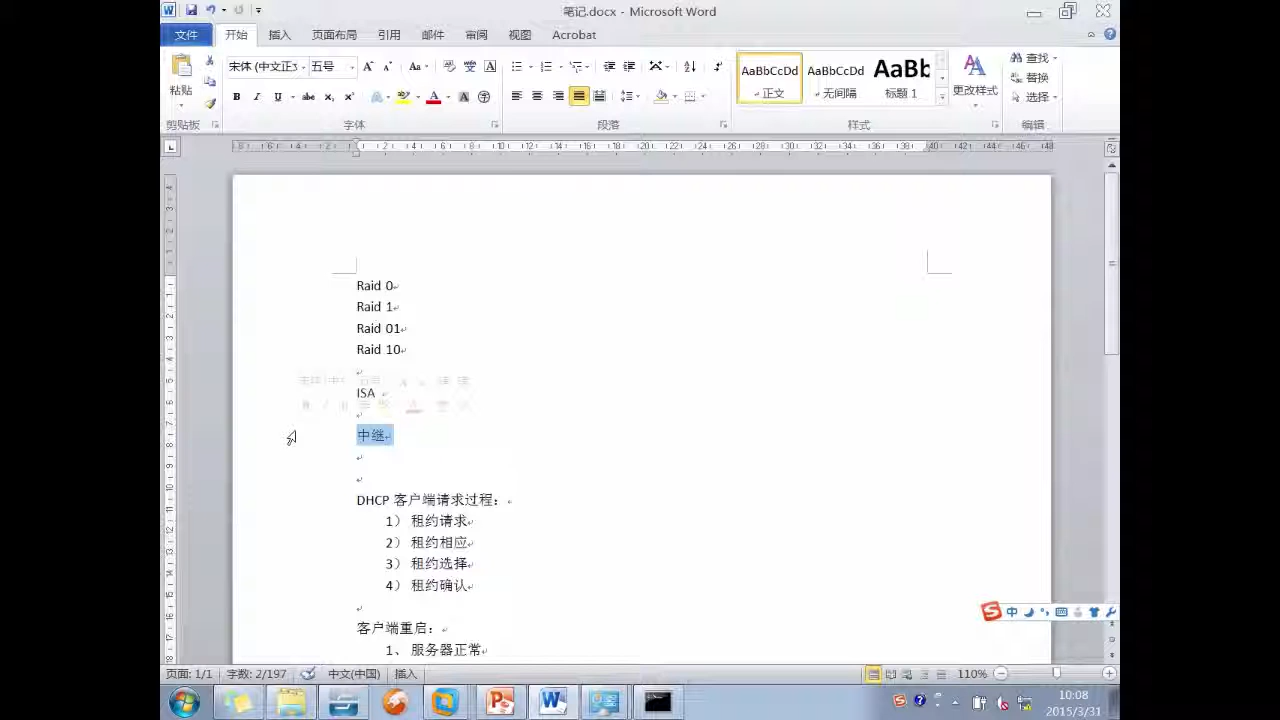 笔记.docx - Microsoft Word
文件 开始 插入 页面布局 引用 邮件 审阅 视图 Acrobat
宋体 (中文正 五号
粘贴
AaBbCcDd AaBbCcDd AaBb
正文 无间隔 标题 1
更改样式
查找
替换
选择
剪贴板 字体 段落 样式 编辑
Raid 0
Raid 1
Raid 01
Raid 10
ISA
中继
DHCP 客户端请求过程：
1） 租约请求
2） 租约相应
3） 租约选择
4） 租约确认
客户端重启：
1、 服务器正常
中
页面: 1/1 字数: 2/197 中文(中国) 插入 110%
10:08
2015/3/31